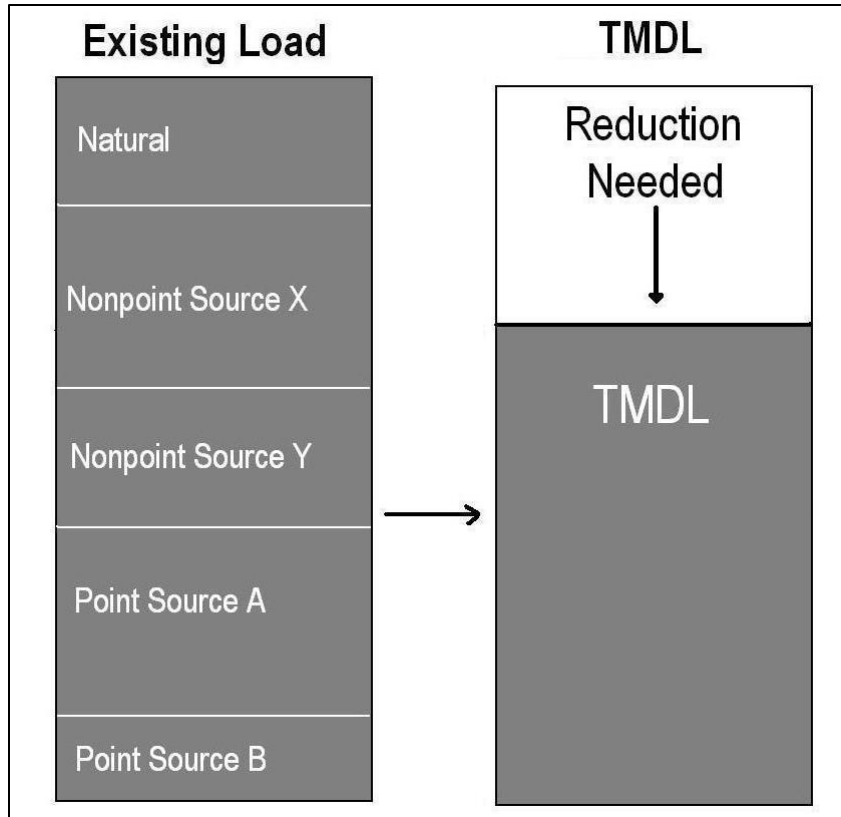 Existing Load
Natural
Nonpoint Source X
Nonpoint Source Y
Point Source A
Point Source B
TMDL
Reduction
Needed
TMDL